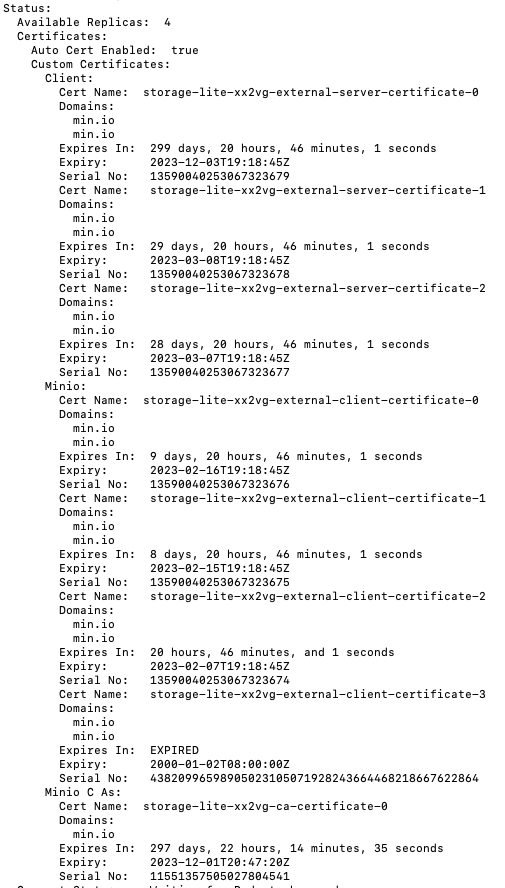 Status:
Available Replicas: 4
Certificates:
Auto Cert Enabled: true
Custom Certificates:
Client:
Cert Name: storage-lite-xx2vg-external-server-certificate-0
Domains:
min.io
min.io
Expires In: 299 days, 20 hours, 46 minutes, 1 seconds
Expiry: 2023-12-03T19:18:45Z
Serial No: 13590040253067323679
Cert Name: storage-lite-xx2vg-external-server-certificate-1
Domains:
min.io
min.io
Expires In: 29 days, 20 hours, 46 minutes, 1 seconds
Expiry: 2023-03-08T19:18:45Z
Serial No: 13590040253067323678
Cert Name: storage-lite-xx2vg-external-server-certificate-2
Domains:
min.io
min.io
Expires In: 28 days, 20 hours, 46 minutes, 1 seconds
Expiry: 2023-03-07T19:18:45Z
Serial No: 13590040253067323677
Minio:
Cert Name: storage-lite-xx2vg-external-client-certificate-0
Domains:
min.io
min.io
Expires In: 9 days, 20 hours, 46 minutes, 1 seconds
Expiry: 2023-02-16T19:18:45Z
Serial No: 13590040253067323676
Cert Name: storage-lite-xx2vg-external-client-certificate-1
Domains:
min.io
min.io
Expires In: 8 days, 20 hours, 46 minutes, 1 seconds
Expiry: 2023-02-15T19:18:45Z
Serial No: 13590040253067323675
Cert Name: storage-lite-xx2vg-external-client-certificate-2
Domains:
min.io
min.io
Expires In: 20 hours, 46 minutes, and 1 seconds
Expiry: 2023-02-07T19:18:45Z
Serial No: 13590040253067323674
Cert Name: storage-lite-xx2vg-external-client-certificate-3
Domains:
min.io
min.io
Expires In: EXPIRED
Expiry: 2000-01-02T08:00:00Z
Serial No: 438209965989050231050719282436644682186676​22864
Minio C As:
Cert Name: storage-lite-xx2vg-ca-certificate-0
Domains:
min.io
Expires In: 297 days, 22 hours, 14 minutes, 35 seconds
Expiry: 2023-12-01T20:47:20Z
Serial No: 11551357505027804541